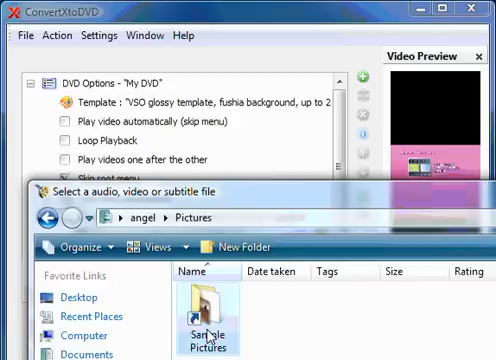 ConvertXtoDVD
File Action Settings Window Help
Video Preview
DVD Options - "My DVD"
Template : "VSO glossy template, fushia background, up to 2
Play video automatically (skip menu)
Loop Playback
Play videos one after the other
Skip root menu
Select a audio, video or subtitle file
angel Pictures
Organize Views New Folder
Favorite Links
Name Date taken Tags Size Rating
Desktop
Recent Places
Computer
Documents
Sample
Pictures